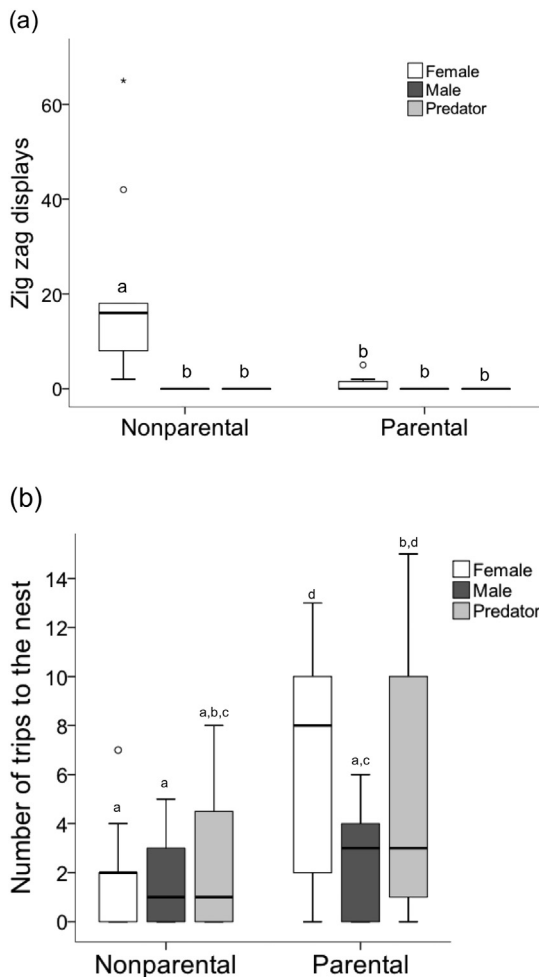 (a)
Zig zag displays
60
40
20
0
*
a
b
b
b
b
b
Female
Male
Predator
Nonparental
Parental
(b)
Number of trips to the nest
14
12
10
8
6
4
2
0
a
a
a,b,c
d
a,c
b,d
Female
Male
Predator
Nonparental
Parental